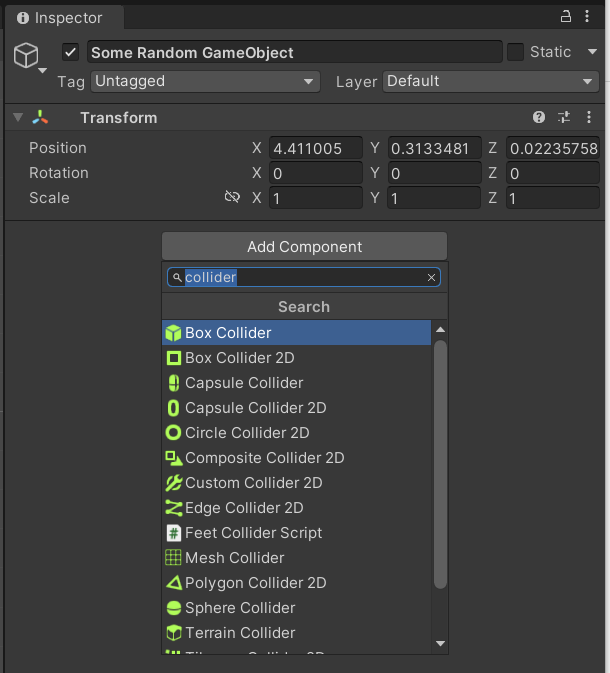 Inspector
Some Random GameObject
Static
Tag Untagged Layer Default
Transform
Position X 4.411005 Y 0.3133481 Z 0.02235758
Rotation X 0 Y 0 Z 0
Scale X 1 Y 1 Z 1
Add Component
collider
Search
Box Collider
Box Collider 2D
Capsule Collider
Capsule Collider 2D
Circle Collider 2D
Composite Collider 2D
Custom Collider 2D
Edge Collider 2D
# Feet Collider Script
Mesh Collider
Polygon Collider 2D
Sphere Collider
Terrain Collider